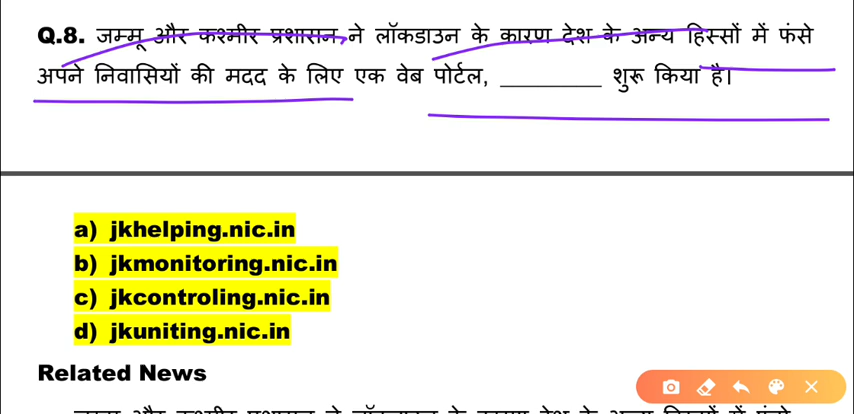 Q.8. जम्मू और कश्मीर प्रशासन, ने लॉकडाउन के कारण देश के अन्य हिस्सों में फंसे
अपने निवासियों की मदद के लिए एक वेब पोर्टल, __________ शुरू किया है।
a) jkhelping.nic.in
b) jkmonitoring.nic.in
c) jkcontroling.nic.in
d) jkuniting.nic.in
Related News